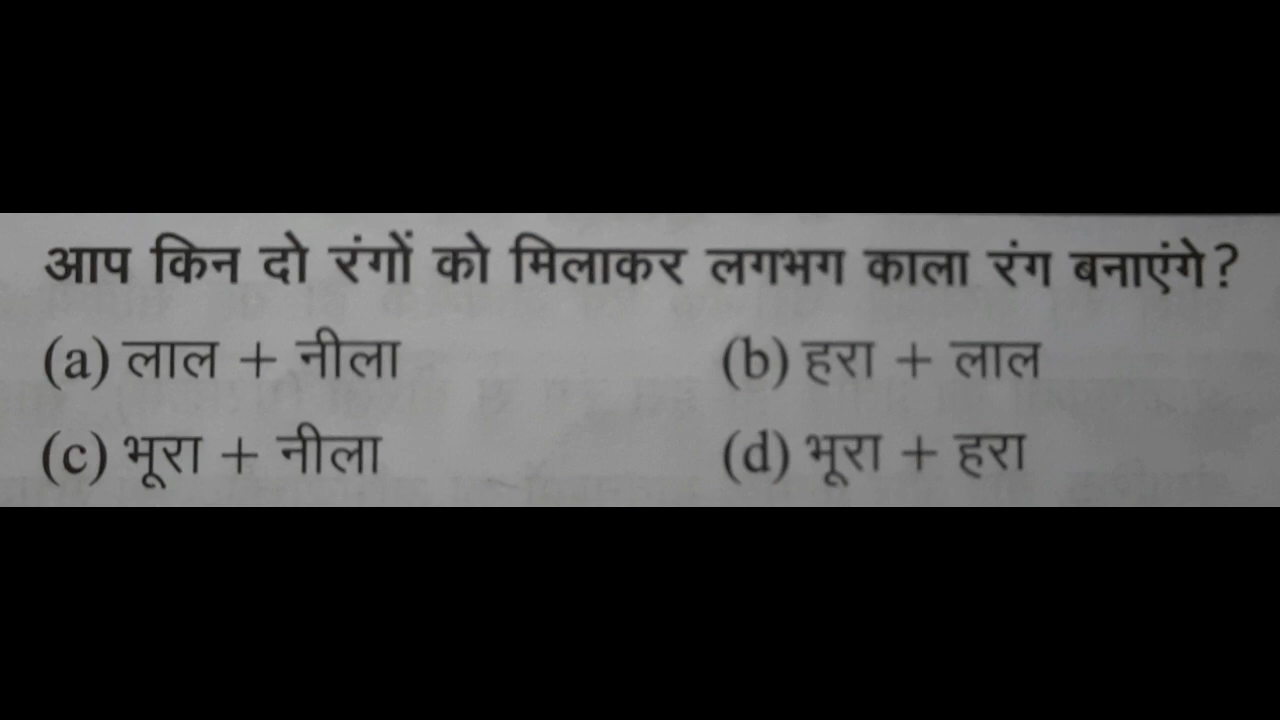 आप किन दो रंगों को मिलाकर लगभग काला रंग बनाएंगे?
(a) लाल + नीला (b) हरा + लाल
(c) भूरा + नीला (d) भूरा + हरा